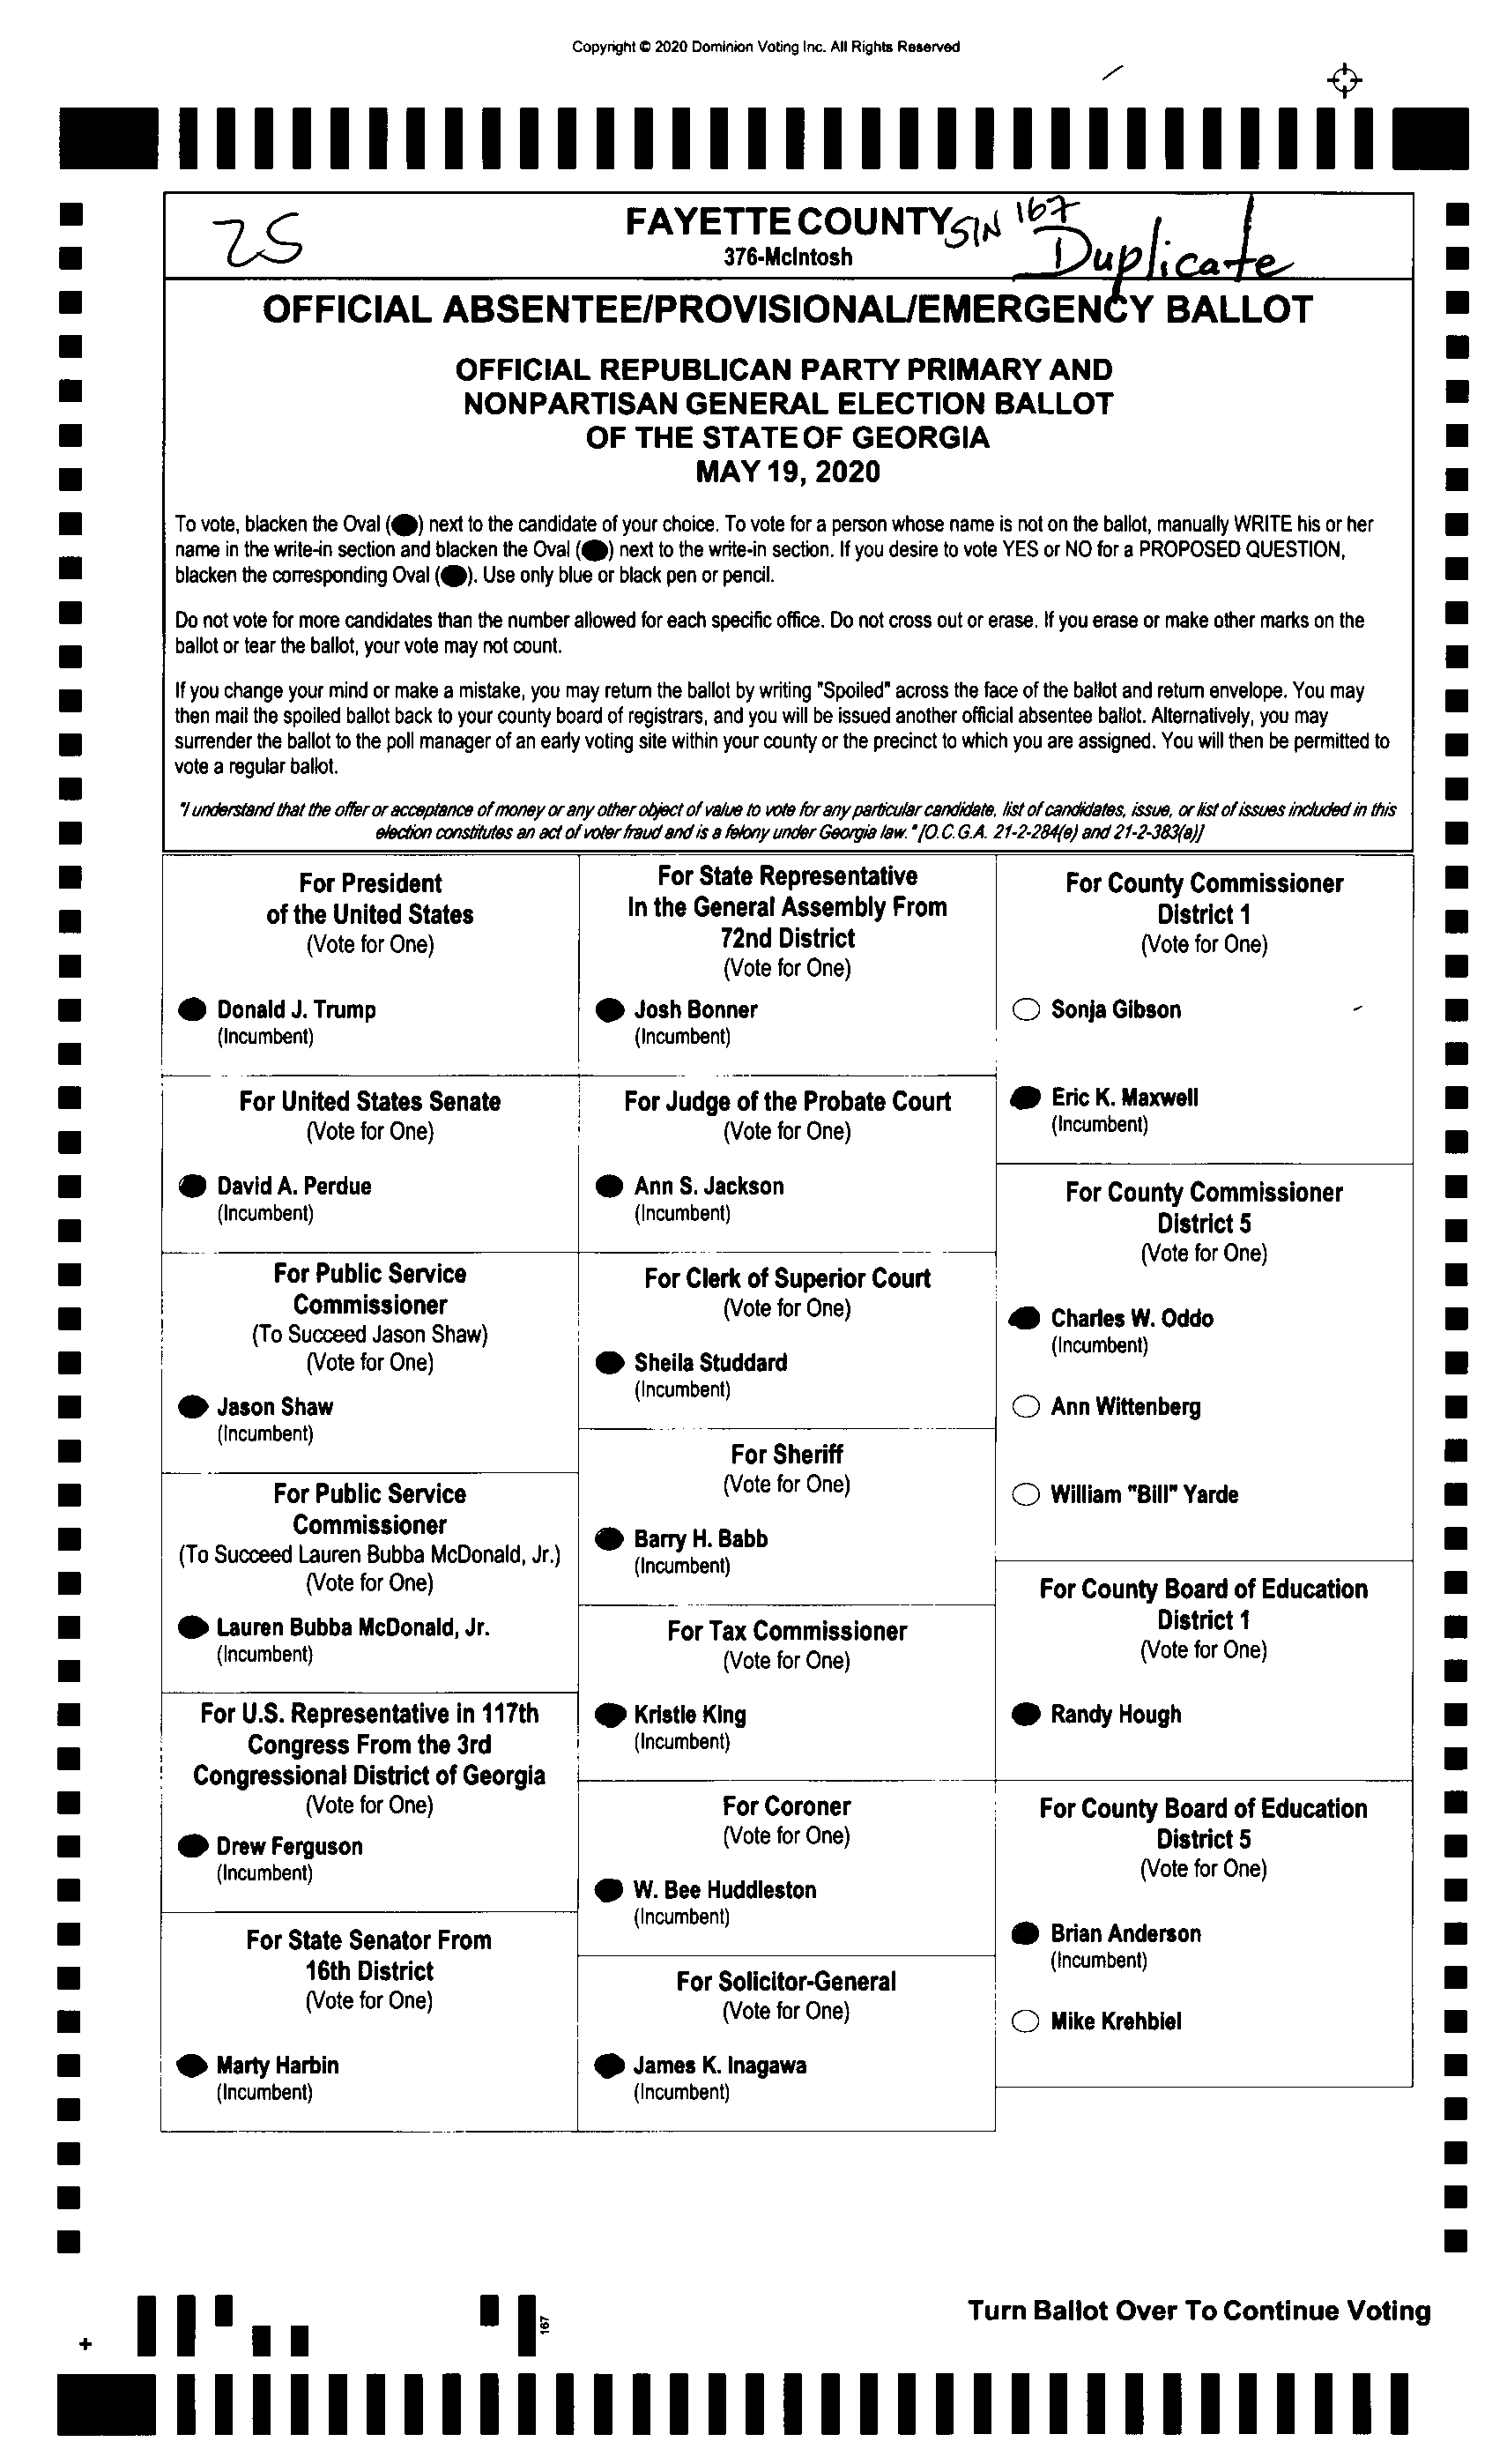 Copyright © 2020 Dominion Voting Inc. All Rights Reserved
25
FAYETTE COUNTY
SIN 167
376-McIntosh
Duplicate
OFFICIAL ABSENTEE/PROVISIONAL/EMERGENCY BALLOT
OFFICIAL REPUBLICAN PARTY PRIMARY AND
NONPARTISAN GENERAL ELECTION BALLOT
OF THE STATE OF GEORGIA
MAY 19, 2020
To vote, blacken the Oval ( ) next to the candidate of your choice. To vote for a person whose name is not on the ballot, manually WRITE his or her
name in the write-in section and blacken the Oval ( ) next to the write-in section. If you desire to vote YES or NO for a PROPOSED QUESTION,
blacken the corresponding Oval ( ). Use only blue or black pen or pencil.
Do not vote for more candidates than the number allowed for each specific office. Do not cross out or erase. If you erase or make other marks on the
ballot or tear the ballot, your vote may not count.
If you change your mind or make a mistake, you may return the ballot by writing "Spoiled" across the face of the ballot and return envelope. You may
then mail the spoiled ballot back to your county board of registrars, and you will be issued another official absentee ballot. Alternatively, you may
surrender the ballot to the poll manager of an early voting site within your county or the precinct to which you are assigned. You will then be permitted to
vote a regular ballot.
"I understand that the offer or acceptance of money or any other object of value to vote for any particular candidate, list of candidates, issue, or list of issues included in this
election constitutes an act of voter fraud and is a felony under Georgia law. "[O.C.G.A. 21-2-284(e) and 21-2-383(a)]
For President
of the United States
(Vote for One)
Donald J. Trump
(Incumbent)
For United States Senate
(Vote for One)
David A. Perdue
(Incumbent)
For Public Service
Commissioner
(To Succeed Jason Shaw)
(Vote for One)
Jason Shaw
(Incumbent)
For Public Service
Commissioner
(To Succeed Lauren Bubba McDonald, Jr.)
(Vote for One)
Lauren Bubba McDonald, Jr.
(Incumbent)
For U.S. Representative in 117th
Congress From the 3rd
Congressional District of Georgia
(Vote for One)
Drew Ferguson
(Incumbent)
For State Senator From
16th District
(Vote for One)
Marty Harbin
(Incumbent)
For State Representative
In the General Assembly From
72nd District
(Vote for One)
Josh Bonner
(Incumbent)
For Judge of the Probate Court
(Vote for One)
Ann S. Jackson
(Incumbent)
For Clerk of Superior Court
(Vote for One)
Sheila Studdard
(Incumbent)
For Sheriff
(Vote for One)
Barry H. Babb
(Incumbent)
For Tax Commissioner
(Vote for One)
Kristie King
(Incumbent)
For Coroner
(Vote for One)
W. Bee Huddleston
(Incumbent)
For Solicitor-General
(Vote for One)
James K. Inagawa
(Incumbent)
For County Commissioner
District 1
(Vote for One)
Sonja Gibson
Eric K. Maxwell
(Incumbent)
For County Commissioner
District 5
(Vote for One)
Charles W. Oddo
(Incumbent)
Ann Wittenberg
William "Bill" Yarde
For County Board of Education
District 1
(Vote for One)
Randy Hough
For County Board of Education
District 5
(Vote for One)
Brian Anderson
(Incumbent)
Mike Krehbiel
Turn Ballot Over To Continue Voting
167